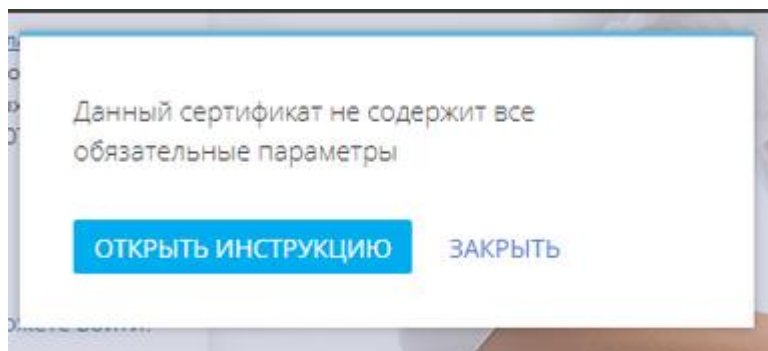 Данный сертификат не содержит все
обязательные параметры
ОТКРЫТЬ ИНСТРУКЦИЮ ЗАКРЫТЬ